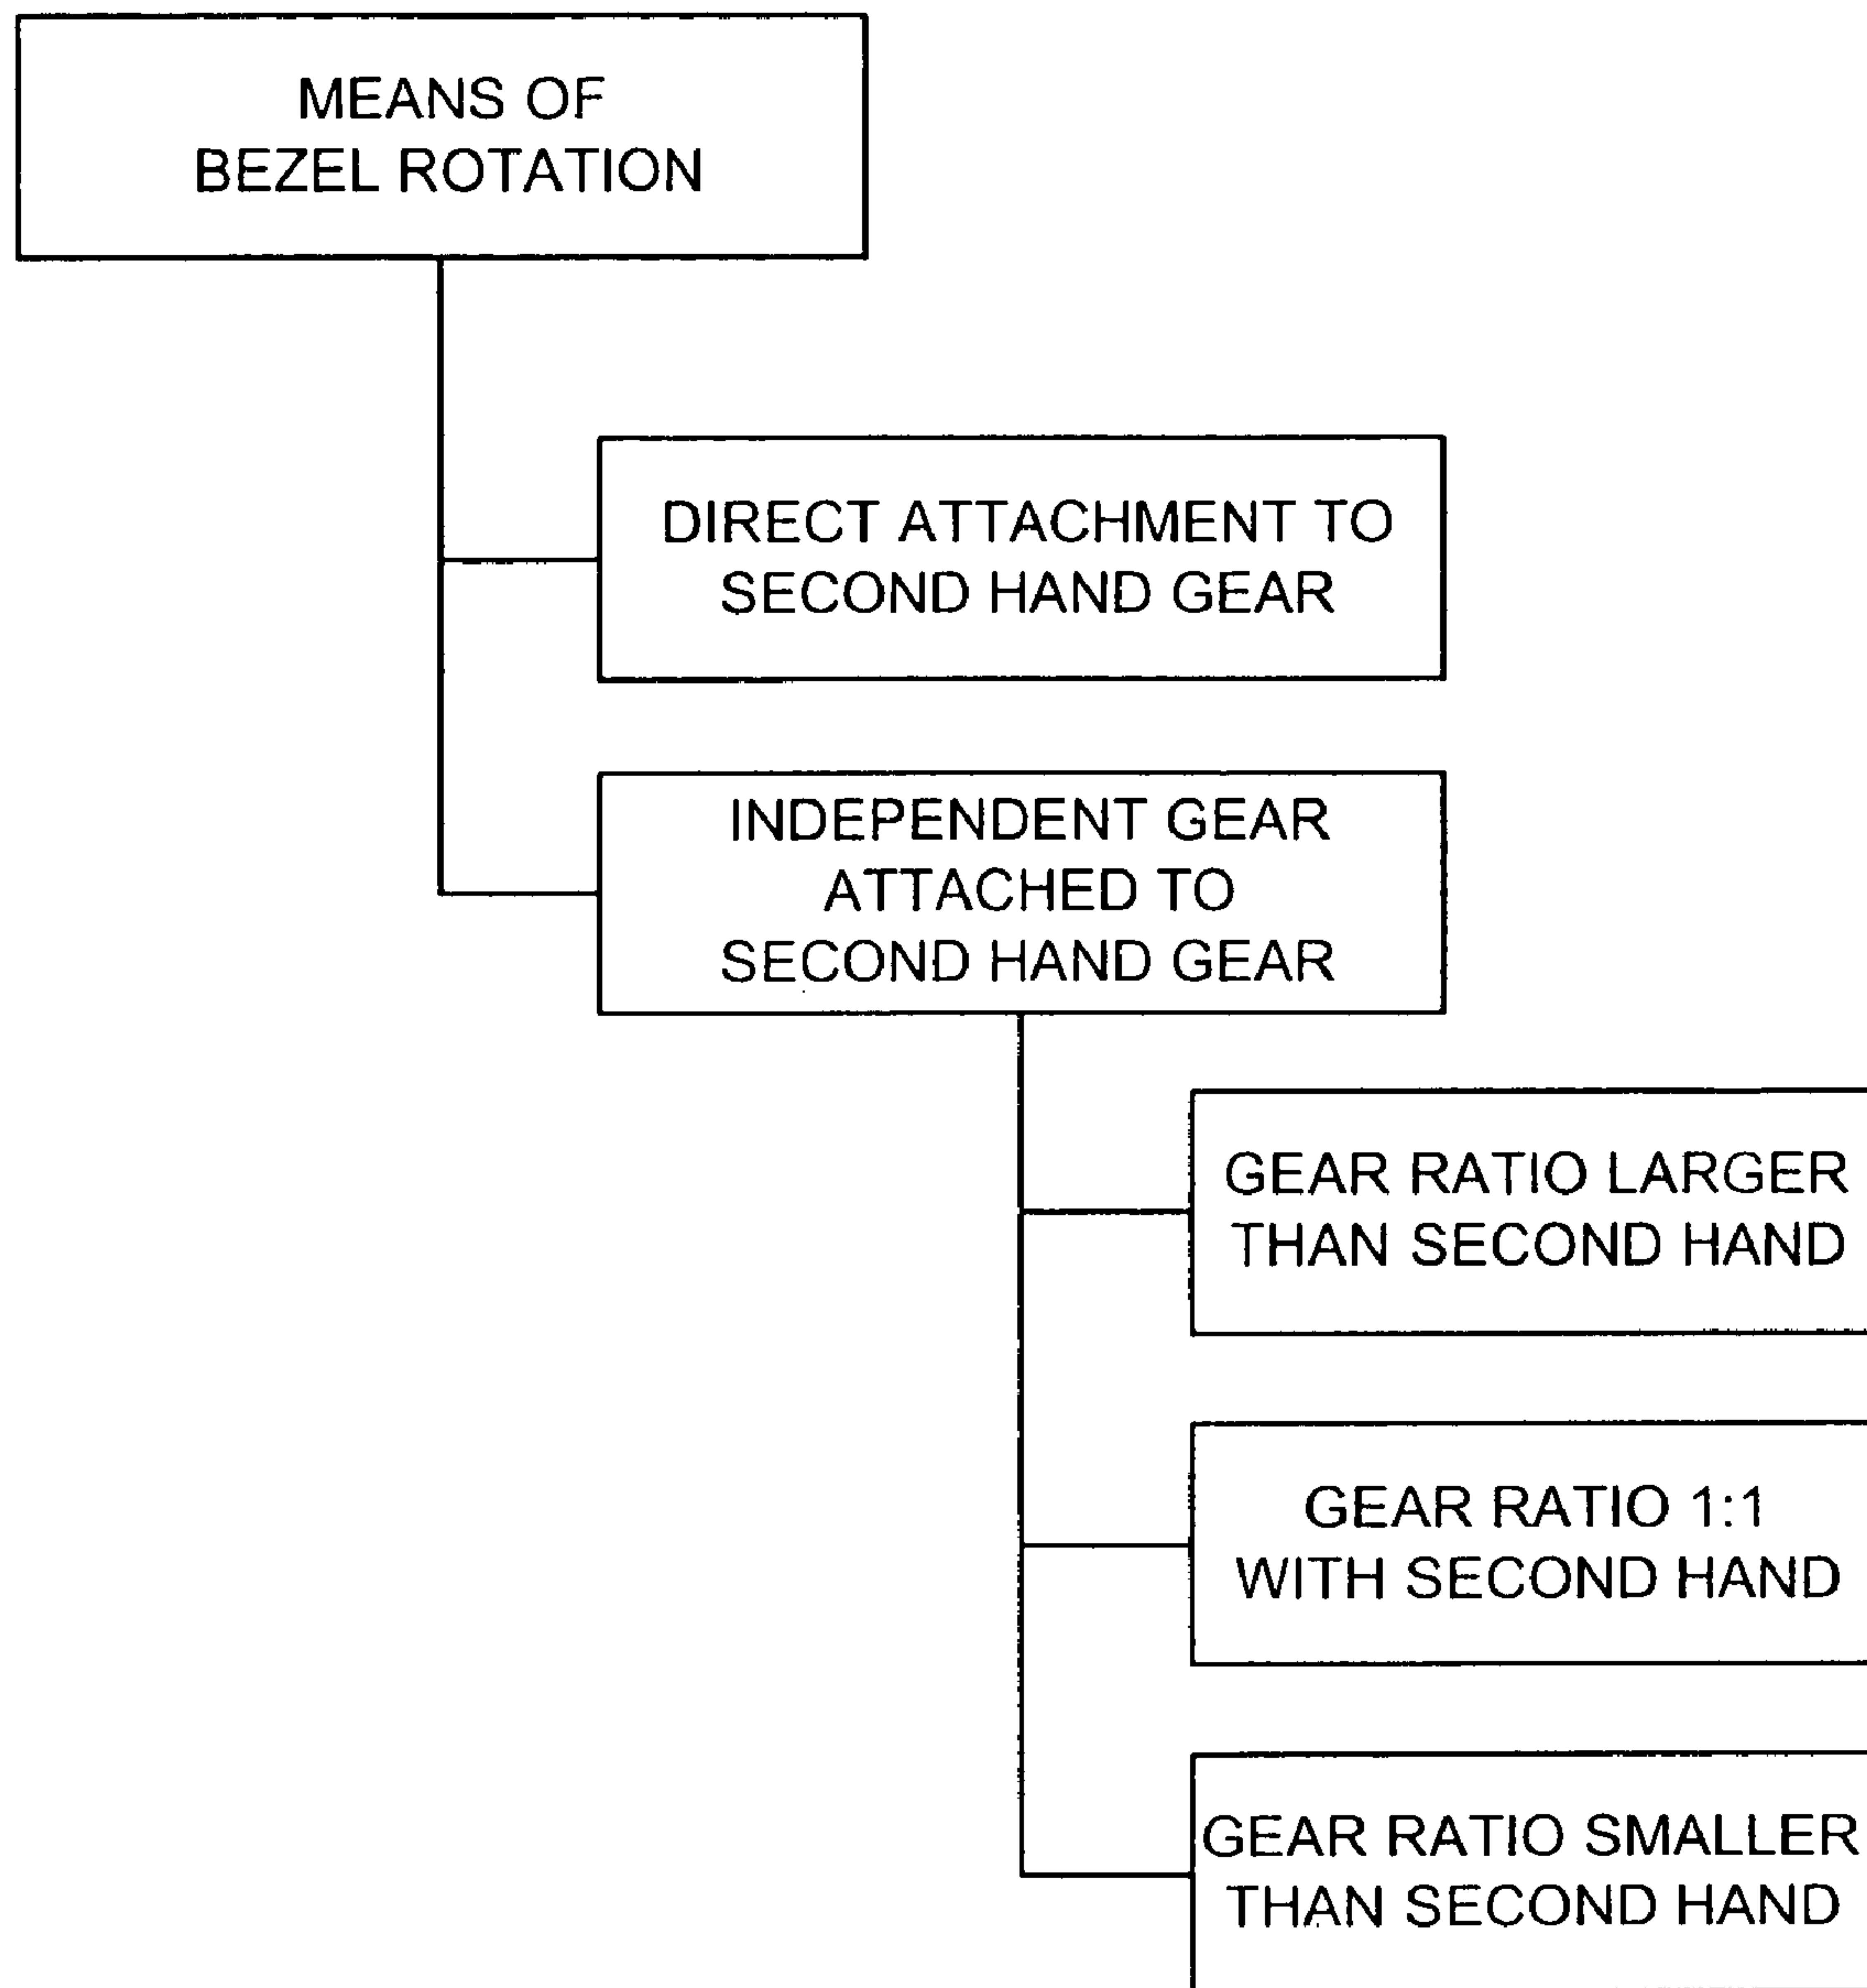 MEANS OF
BEZEL ROTATION
DIRECT ATTACHMENT TO
SECOND HAND GEAR
INDEPENDENT GEAR
ATTACHED TO
SECOND HAND GEAR
GEAR RATIO LARGER
THAN SECOND HAND
GEAR RATIO 1:1
WITH SECOND HAND
GEAR RATIO SMALLER
THAN SECOND HAND